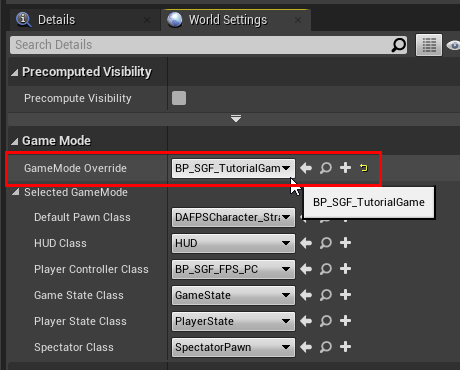 Details
World Settings
Search Details
Precomputed Visibility
Precompute Visibility
Game Mode
GameMode Override
BP_SGF_TutorialGam
Selected GameMode
BP_SGF_TutorialGame
Default Pawn Class
DAFPSCharacter_Stra
HUD Class
HUD
Player Controller Class
BP_SGF_FPS_PC
Game State Class
GameState
Player State Class
PlayerState
Spectator Class
SpectatorPawn